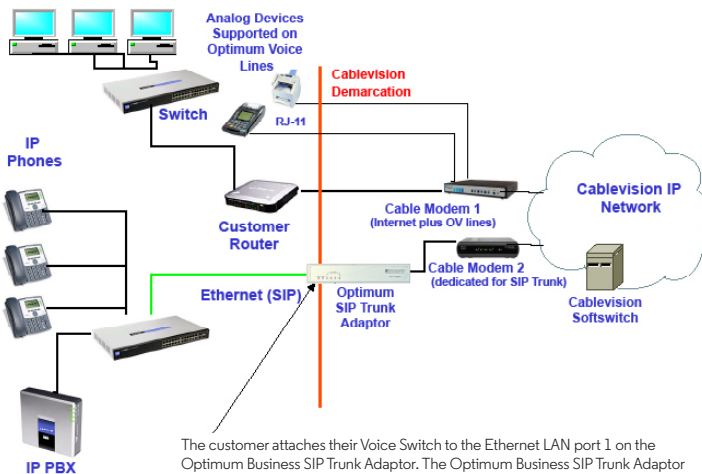 Analog Devices
Supported on
Optimum Voice
Lines
Cablevision
Demarcation
Switch
RJ-11
IP
Phones
Cablevision IP
Network
Customer
Router
Cable Modem 1
(Internet plus OV lines)
Ethernet (SIP)
Optimum
SIP Trunk
Adaptor
Cable Modem 2
(dedicated for SIP Trunk)
Cablevision
Softswitch
IP PBX
The customer attaches their Voice Switch to the Ethernet LAN port 1 on the
Optimum Business SIP Trunk Adaptor. The Optimum Business SIP Trunk Adaptor